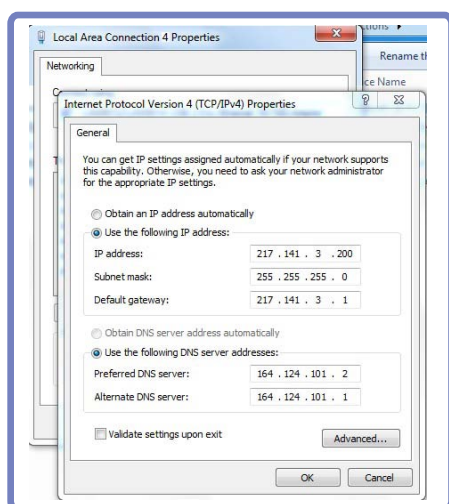 Local Area Connection 4 Properties
Rename th
Networking
ce Name
Internet Protocol Version 4 (TCP/IPv4) Properties
General
You can get IP settings assigned automatically if your network supports
this capability. Otherwise, you need to ask your network administrator
for the appropriate IP settings.
Obtain an IP address automatically
Use the following IP address:
IP address: 217 . 141 . 3 . 200
Subnet mask: 255 . 255 . 255 . 0
Default gateway: 217 . 141 . 3 . 1
Obtain DNS server address automatically
Use the following DNS server addresses:
Preferred DNS server: 164 . 124 . 101 . 2
Alternate DNS server: 164 . 124 . 101 . 1
Validate settings upon exit
Advanced...
OK Cancel